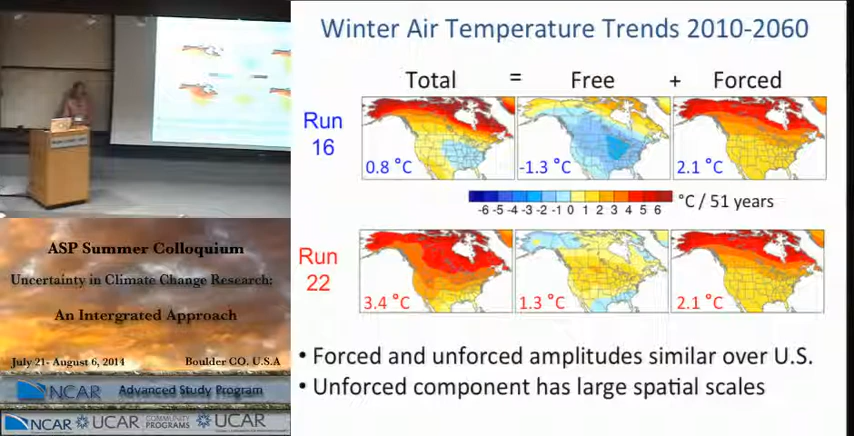 Winter Air Temperature Trends 2010-2060
Total = Free + Forced
Run 16
0.8 °C
-1.3 °C
2.1 °C
-6 -5 -4 -3 -2 -1 0 1 2 3 4 5 6 °C / 51 years
Run 22
3.4 °C
1.3 °C
2.1 °C
• Forced and unforced amplitudes similar over U.S.
• Unforced component has large spatial scales
ASP Summer Colloquium
Uncertainty in Climate Change Research:
An Intergrated Approach
July 21- August 6, 2014 Boulder CO. U.S.A
NCAR Advanced Study Program
NCAR UCAR COMMUNITY PROGRAMS UCAR